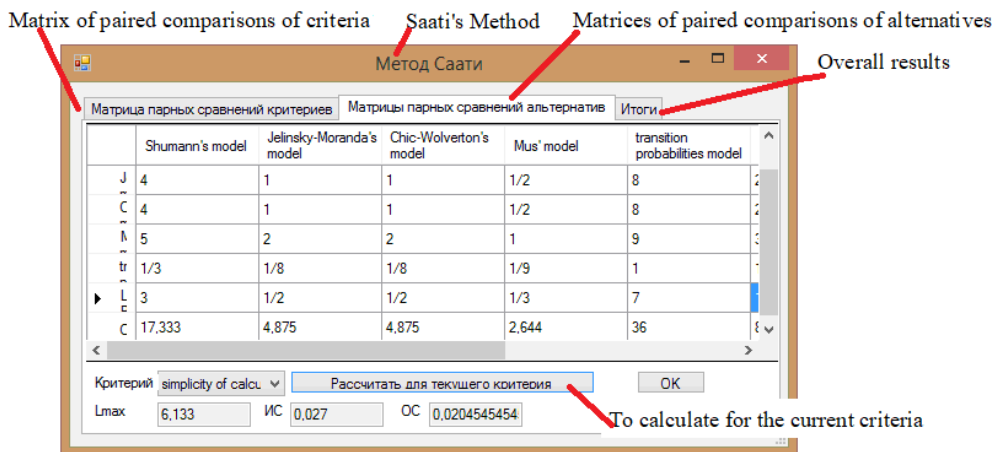 Matrix of paired comparisons of criteria Saati's Method Matrices of paired comparisons of alternatives
Метод Саати
Overall results
Матрица парных сравнений критериев Матрицы парных сравнений альтернатив Итоги
Shumann's model Jelinsky-Moranda's model Chic-Wolverton's model Mus' model transition probabilities model
J 4 1 1 1/2 8
C 4 1 1 1/2 8
5 2 2 1 9
tr 1/3 1/8 1/8 1/9 1
L 3 1/2 1/2 1/3 7
C 17,333 4,875 4,875 2,644 36
Критерий simplicity of calcu Рассчитать для текущего критерия OK
Lmax 6,133 ИС 0,027 ОС 0,0204545454
To calculate for the current criteria